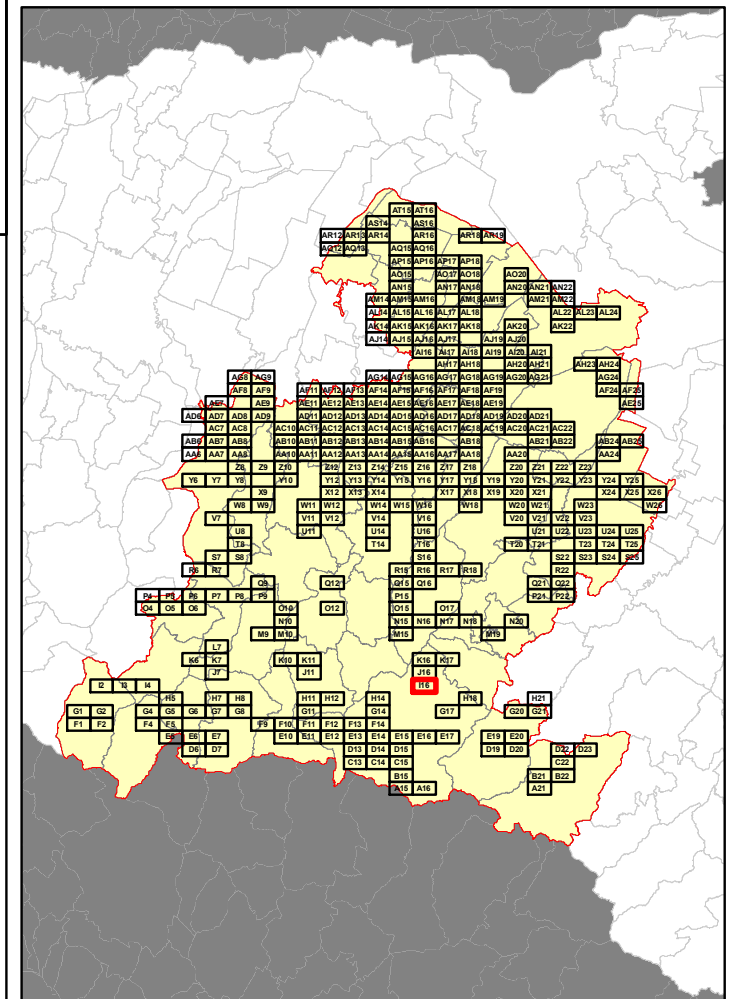 AT15 AT16
AS14 AS16
AR12 AR13 AR14 AR16 AR18 AR19
AQ12 AQ13 AQ15 AQ16
AP15 AP16 AP17 AP18
AO15 AO17 AO18 AO20
AN15 AN17 AN18 AN20 AN21 AN22
AM14 AM15 AM16 AM18 AM19 AM21 AM22
AL14 AL15 AL16 AL17 AL18 AL22 AL23 AL24
AK14 AK15 AK16 AK17 AK18 AK20 AK22
AJ14 AJ15 AJ16 AJ17 AJ19 AJ20
AI16 AI17 AI18 AI19 AI20 AI21
AH17 AH18 AH20 AH21 AH23 AH24
AG8 AG9 AG14 AG15 AG16 AG17 AG18 AG19 AG20 AG21 AG24
AF8 AF9 AF11 AF12 AF13 AF14 AF15 AF16 AF17 AF18 AF19 AF24 AF25
AE7 AE9 AE11 AE12 AE13 AE14 AE15 AE16 AE17 AE18 AE19 AE25
AD6 AD7 AD8 AD9 AD11 AD12 AD13 AD14 AD15 AD16 AD17 AD18 AD19 AD20 AD21
AC7 AC8 AC10 AC11 AC12 AC13 AC14 AC15 AC16 AC17 AC18 AC19 AC20 AC21 AC22
AB6 AB7 AB8 AB10 AB11 AB12 AB13 AB14 AB15 AB16 AB18 AB21 AB22 AB24 AB25
AA6 AA7 AA8 AA10 AA11 AA12 AA13 AA14 AA15 AA16 AA17 AA18 AA20 AA24
Z8 Z9 Z10 Z12 Z13 Z14 Z15 Z16 Z17 Z18 Z20 Z21 Z22 Z23
Y6 Y7 Y8 Y10 Y12 Y13 Y14 Y15 Y16 Y17 Y18 Y19 Y20 Y21 Y22 Y23 Y24 Y25
X9 X12 X13 X14 X17 X18 X19 X20 X21 X24 X25 X26
W8 W9 W11 W12 W14 W15 W16 W18 W20 W21 W23 W26
V7 V11 V12 V14 V16 V20 V21 V22 V23
U8 U11 U14 U16 U21 U22 U23 U24 U25
T8 T14 T16 T20 T21 T23 T24 T25
S7 S8 S16 S22 S23 S24 S25
R6 R7 R15 R16 R17 R18 R22
Q9 Q12 Q15 Q16 Q21 Q22
P4 P5 P6 P7 P8 P9 P15 P21 P22
O4 O5 O6 O10 O12 O15 O17
N10 N15 N16 N17 N18 N20
M9 M10 M15 M19
L7
K6 K7 K10 K11 K16 K17
J7 J11 J16
I2 I3 I4 I16
H5 H7 H8 H11 H12 H14 H18 H21
G1 G2 G4 G5 G6 G7 G8 G11 G14 G17 G20 G21
F1 F2 F4 F5 F9 F10 F11 F12 F13 F14
E5 E6 E7 E10 E11 E12 E13 E14 E15 E16 E17 E19 E20
D6 D7 D13 D14 D15 D19 D20 D22 D23
C13 C14 C15 C22
B15 B21 B22
A15 A16 A21